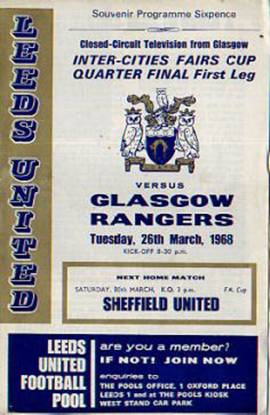 LEEDS UNITED
Souvenir Programme Sixpence
Closed-Circuit Television from Glasgow
INTER-CITIES FAIRS CUP
QUARTER FINAL First Leg
VERSUS
GLASGOW
RANGERS
Tuesday, 26th March, 1968
KICK-OFF 8-30 p.m.
NEXT HOME MATCH
SATURDAY, 30th MARCH, K.O. 3 p.m. F.A. Cup
SHEFFIELD UNITED
LEEDS
UNITED
FOOTBALL
POOL
are you a member?
IF NOT! JOIN NOW
enquiries to
THE POOLS OFFICE, 1 OXFORD PLACE
LEEDS 1 and at THE POOLS KIOSK
WEST STAND CAR PARK